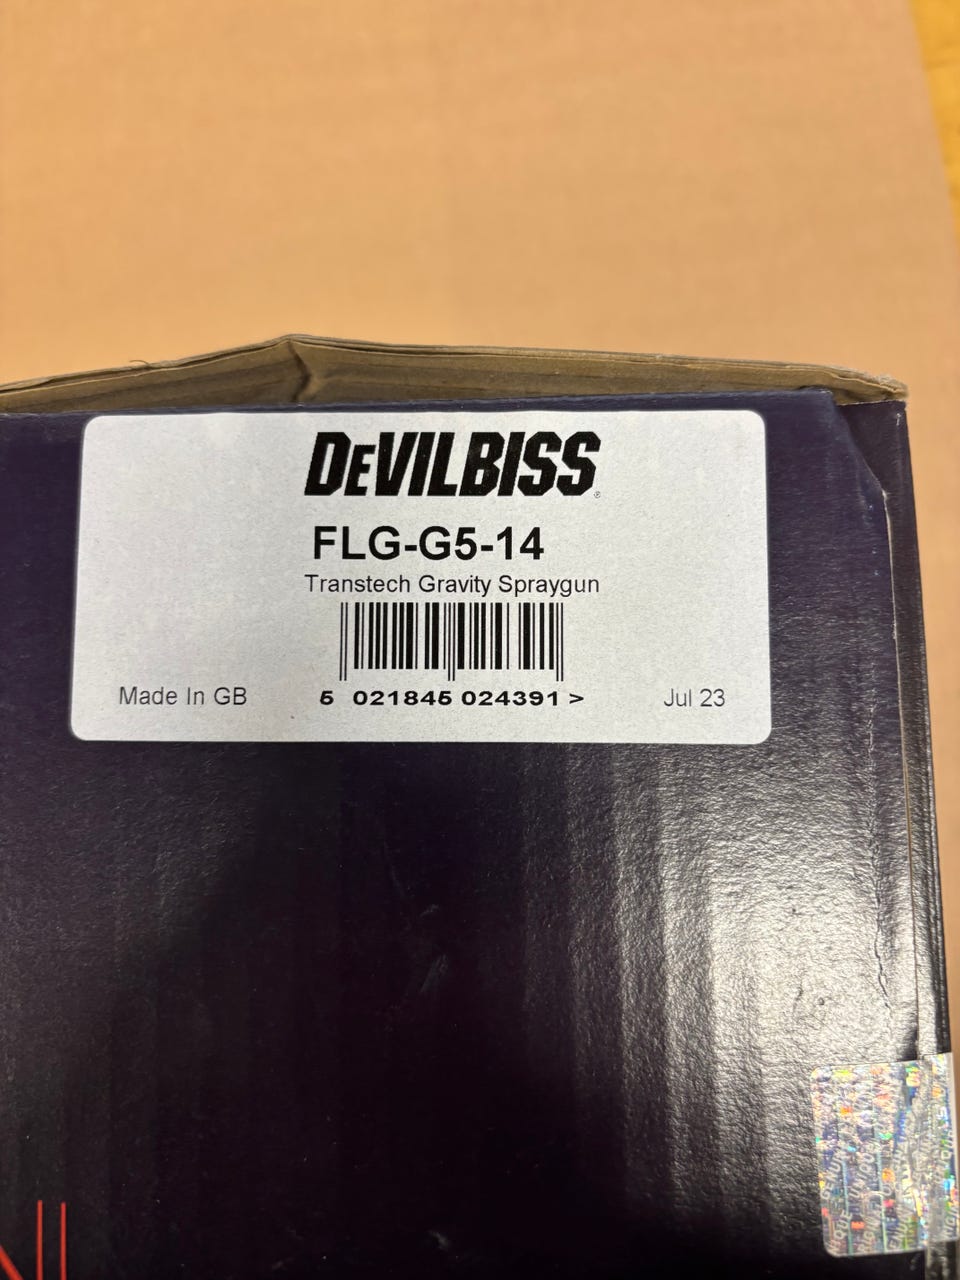 DEVILBISS®
FLG-G5-14
Transtech Gravity Spraygun
5 021845 024391 >
Made In GB
Jul 23